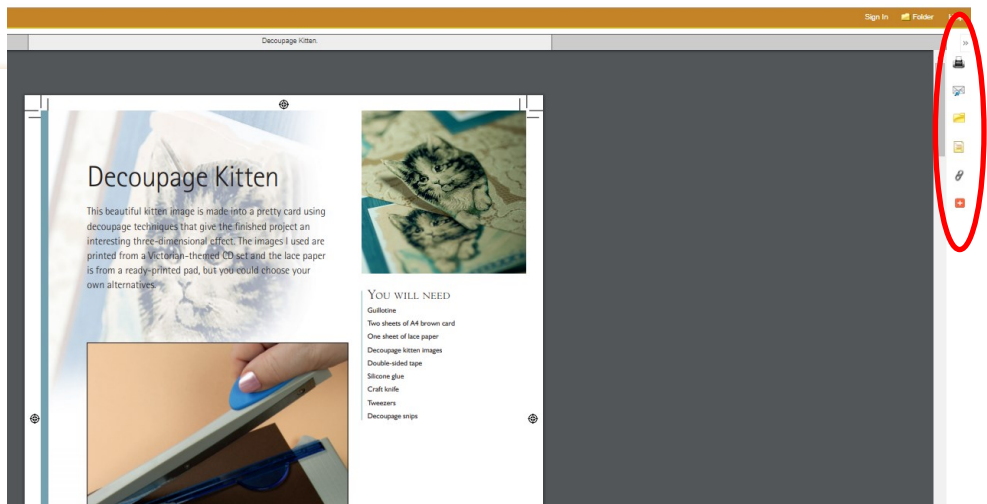 Sign In Folder
Decoupage Kitten.
»
Decoupage Kitten
This beautiful kitten image is made into a pretty card using
decoupage techniques that give the finished project an
interesting three-dimensional effect. The images I used are
printed from a Victorian-themed CD set and the lace paper
is from a ready-printed pad, but you could choose your
own alternatives.
YOU WILL NEED
Guillotine
Two sheets of A4 brown card
One sheet of lace paper
Decoupage kitten images
Double-sided tape
Silicone glue
Craft knife
Tweezers
Decoupage snips